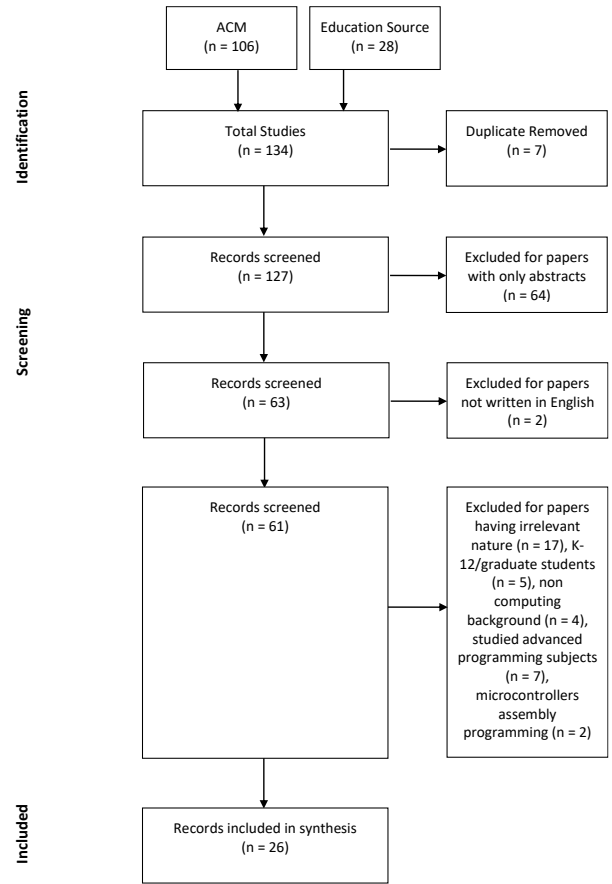 ACM
(n = 106)
Education Source
(n = 28)
Identification
Total Studies
(n = 134)
Duplicate Removed
(n = 7)
Screening
Records screened
(n = 127)
Excluded for papers
with only abstracts
(n = 64)
Records screened
(n = 63)
Excluded for papers
not written in English
(n = 2)
Records screened
(n = 61)
Excluded for papers
having irrelevant
nature (n = 17), K-
12/graduate students
(n = 5), non
computing
background (n = 4),
studied advanced
programming subjects
(n = 7),
microcontrollers
assembly
programming (n = 2)
Included
Records included in synthesis
(n = 26)